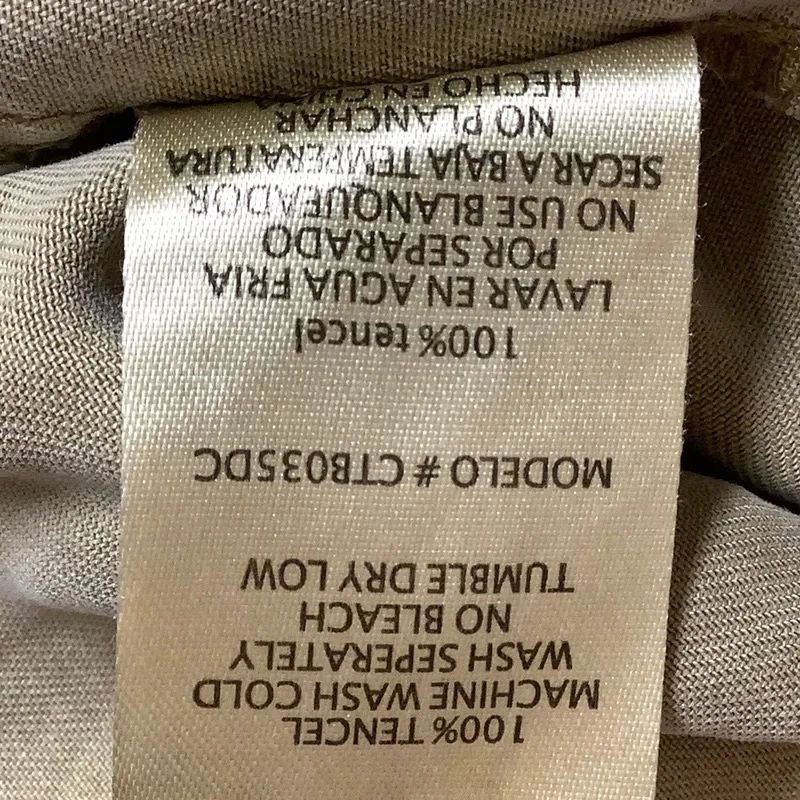 100% TENCEL
MACHINE WASH COLD
WASH SEPERATELY
NO BLEACH
TUMBLE DRY LOW
MODELO # CTB035DC
100% tencel
LAVAR EN AGUA FRIA
POR SEPARADO
NO USE BLANQUEADOR
SECAR A BAJA TEMPERATURA
NO PLANCHAR
HECHO EN CHINA